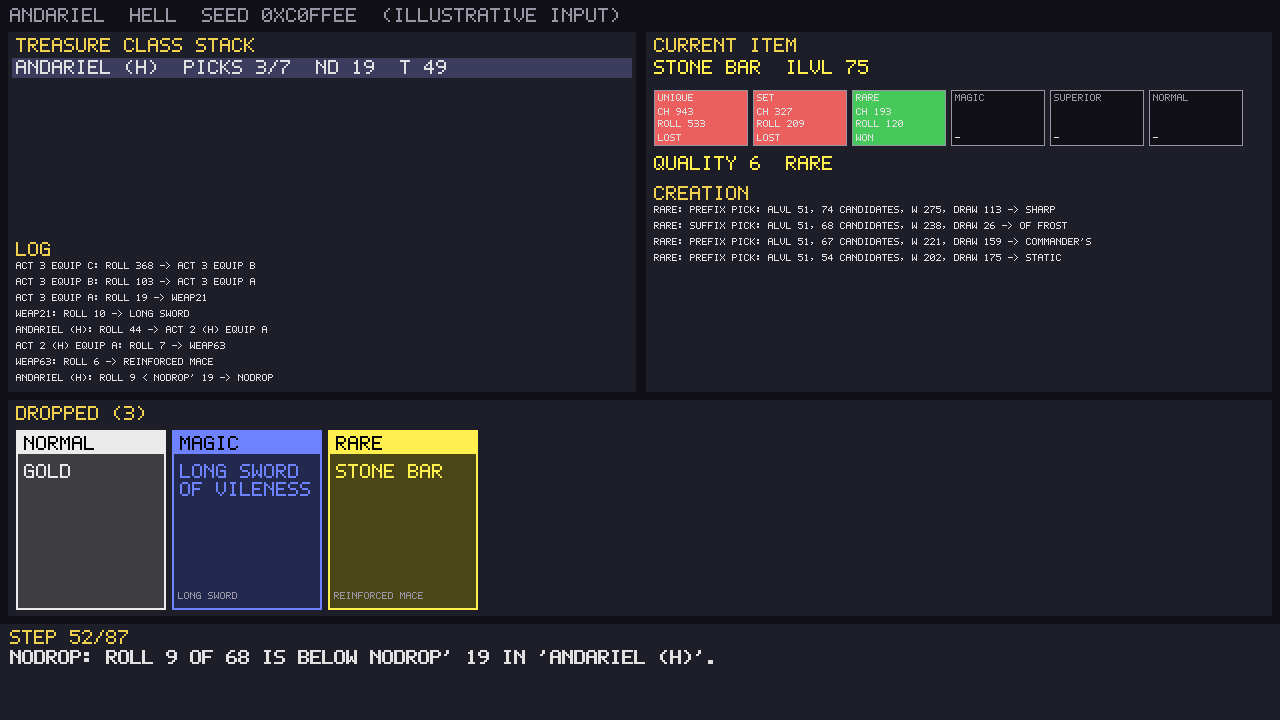 ANDARIEL  HELL  SEED 0XC0FFEE  (ILLUSTRATIVE INPUT)
TREASURE CLASS STACK
ANDARIEL (H)  PICKS 3/7  ND 19  T 49
LOG
ACT 3 EQUIP C: ROLL 368 -> ACT 3 EQUIP B
ACT 3 EQUIP B: ROLL 103 -> ACT 3 EQUIP A
ACT 3 EQUIP A: ROLL 19 -> WEAP21
WEAP21: ROLL 10 -> LONG SWORD
ANDARIEL (H): ROLL 44 -> ACT 2 (H) EQUIP A
ACT 2 (H) EQUIP A: ROLL 7 -> WEAP63
WEAP63: ROLL 6 -> REINFORCED MACE
ANDARIEL (H): ROLL 9 < NODROP' 19 -> NODROP
CURRENT ITEM
STONE BAR  ILVL 75
UNIQUE
CH 943
ROLL 533
LOST
SET
CH 327
ROLL 209
LOST
RARE
CH 193
ROLL 120
WON
MAGIC
-
SUPERIOR
-
NORMAL
-
QUALITY 6  RARE
CREATION
RARE: PREFIX PICK: ALVL 51, 74 CANDIDATES, W 275, DRAW 113 -> SHARP
RARE: SUFFIX PICK: ALVL 51, 68 CANDIDATES, W 238, DRAW 26 -> OF FROST
RARE: PREFIX PICK: ALVL 51, 67 CANDIDATES, W 221, DRAW 159 -> COMMANDER'S
RARE: PREFIX PICK: ALVL 51, 54 CANDIDATES, W 202, DRAW 175 -> STATIC
DROPPED (3)
NORMAL
GOLD
MAGIC
LONG SWORD
OF VILENESS
LONG SWORD
RARE
STONE BAR
REINFORCED MACE
STEP 52/87
NODROP: ROLL 9 OF 68 IS BELOW NODROP' 19 IN 'ANDARIEL (H)'.